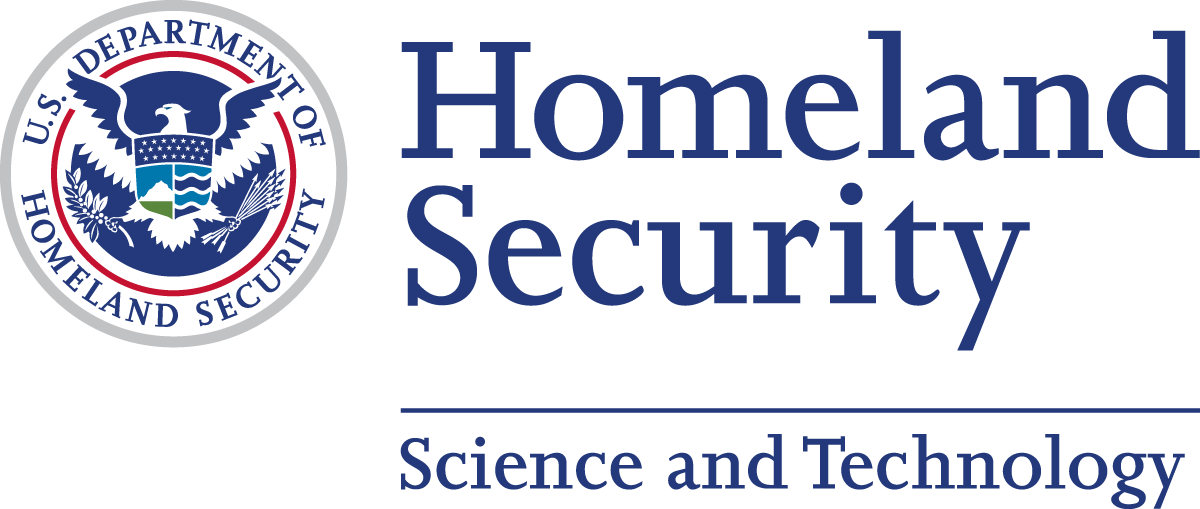 U.S. DEPARTMENT OF
HOMELAND SECURITY
Homeland
Security
Science and Technology